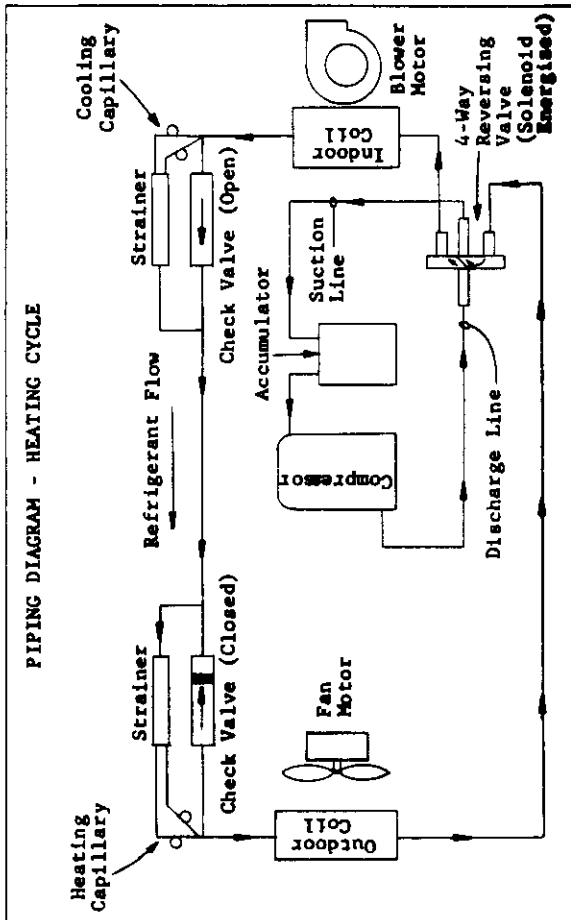 PIPING DIAGRAM - HEATING CYCLE
Heating
Capillary
Strainer
Check Valve (Closed)
Refrigerant Flow
Strainer
Check Valve (Open)
Cooling
Capillary
Outdoor
Coil
Fan
Motor
Compressor
Accumulator
Suction
Line
Discharge Line
Indoor
Coil
Blower
Motor
4-Way
Reversing
Valve
(Solenoid
Energised)